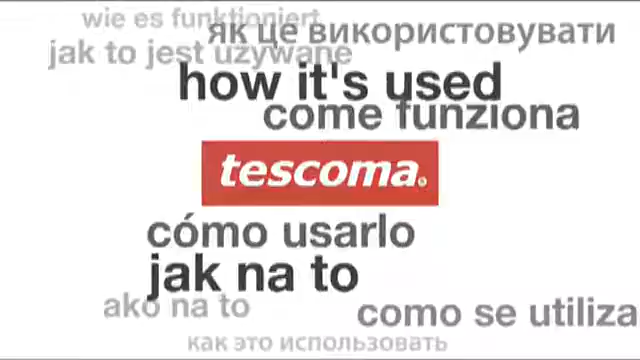 wie es funktioniert
як це використовувати
jak to jest używane
how it's used
come funziona
tescoma.
cómo usarlo
jak na to
ako na to
como se utiliza
как это использовать